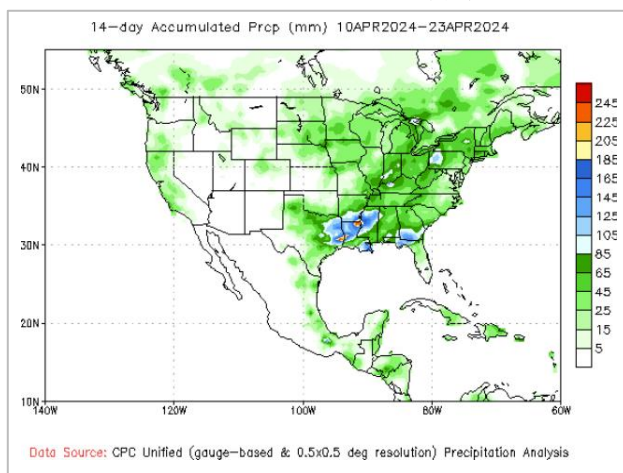 14-day Accumulated Prcp (mm) 10APR2024-23APR2024
50N
40N
30N
20N
10N
140W
120W
100W
80W
60W
245
225
205
185
165
145
125
105
85
65
45
25
15
5
Data Source: CPC Unified (gauge-based & 0.5x0.5 deg resolution) Precipitation Analysis